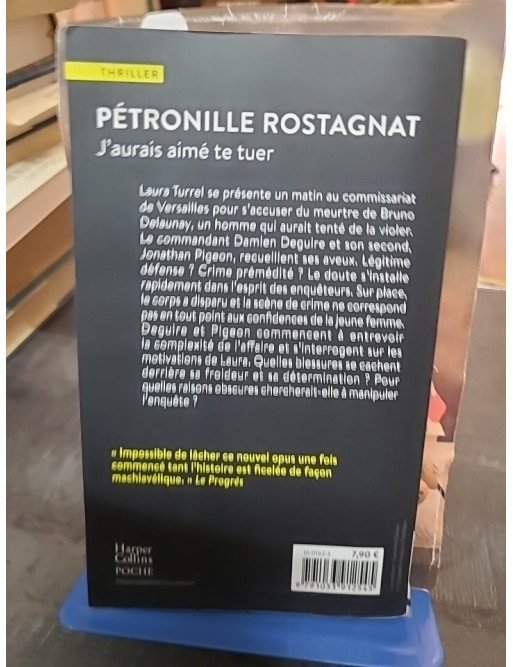 THRILLER
PÉTRONILLE ROSTAGNAT
J'aurais aimé te tuer
Laura Turrel se présente un matin au commissariat
de Versailles pour s'accuser du meurtre de Bruno
Delaunay, un homme qui aurait tenté de la violer.
Le commandant Damien Deguire et son second,
Jonathan Pigeon, recueillent ses aveux. Légitime
défense ? Crime prémédité ? Le doute s'installe
rapidement dans l'esprit des enquêteurs. Sur place,
le corps a disparu et la scène de crime ne correspond
pas en tout point aux confidences de la jeune femme.
Deguire et Pigeon commencent à entrevoir
la complexité de l'affaire et s'interrogent sur les
motivations de Laura. Quelles blessures se cachent
derrière sa froideur et sa détermination ? Pour
quelles raisons obscures chercherait-elle à manipuler
l'enquête ?
« Impossible de lâcher ce nouvel opus une fois
commencé tant l'histoire est ficelée de façon
machiavélique. » Le Progrès
Harper
Collins
POCHE
7,90 €